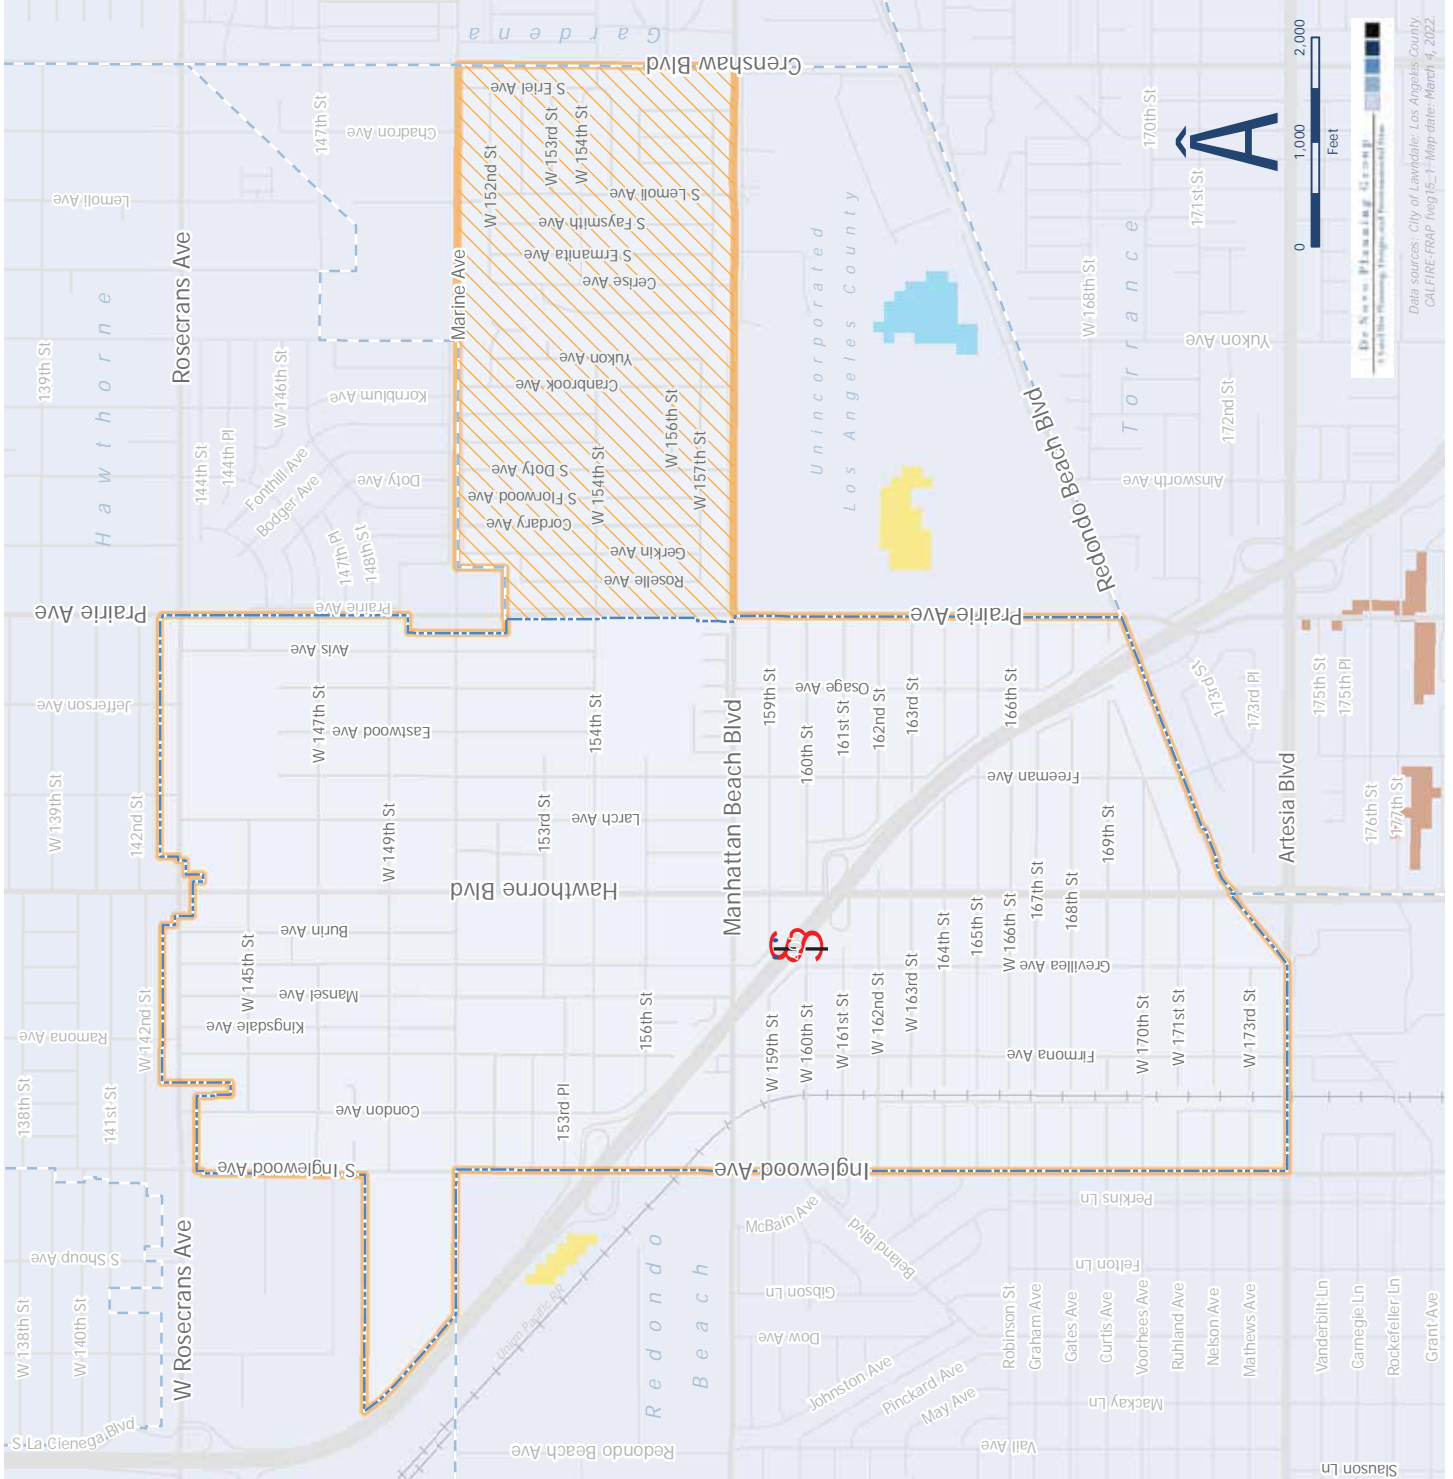 Gardena
Crenshaw Blvd
S Eriel Ave
147th St
Chadron Ave
W 153rd St
W 154th St
W 152nd St
Lemoli Ave
S Lemoli Ave
S Faysmith Ave
S Ermanita Ave
Cerise Ave
Rosecrans Ave
Marine Ave
Hawthorne
139th St
W 146th St
Kornblum Ave
Yukon Ave
Cranbrook Ave
144th St
144th Pl
Fonthill Ave
Bodger Ave
Doty Ave
S Doty Ave
S Florwood Ave
Cordary Ave
W 154th St
W 156th St
W 157th St
Gerkin Ave
Roselle Ave
147th Pl
148th St
Prairie Ave
Prairie Ave
Prairie Ave
Unincorporated
Los Angeles County
170th St
171st St
W 168th St
Torrance
Yukon Ave
172nd St
Ainsworth Ave
Redondo Beach Blvd
0
1,000
2,000
Feet
De Novo Planning Group
A Land Use Planning, Design, and Environmental Firm
Data sources: City of Lawndale; Los Angeles County;
CALFIRE-FRAP fveg15_1. Map date: March 4, 2022.
Avis Ave
Jefferson Ave
W 147th St
Eastwood Ave
154th St
W 139th St
142nd St
W 149th St
153rd St
Larch Ave
Hawthorne Blvd
Manhattan Beach Blvd
159th St
Osage Ave
160th St
161st St
162nd St
163rd St
166th St
Freeman Ave
173rd St
173rd Pl
175th St
175th Pl
Artesia Blvd
176th St
177th St
169th St
167th St
168th St
W 166th St
165th St
164th St
Grevillea Ave
W 163rd St
W 162nd St
W 161st St
W 160th St
W 159th St
Firmona Ave
W 170th St
W 171st St
W 173rd St
Burin Ave
W 145th St
Mansel Ave
Kingsdale Ave
156th St
W 142nd St
Ramona Ave
138th St
141st St
Condon Ave
153rd Pl
S Inglewood Ave
Inglewood Ave
W Rosecrans Ave
S Shoup Ave
W 138th St
W 140th St
S La Cienega Blvd
Union Pacific RR
Redondo
Beach
Redondo Beach Ave
McBain Ave
Beland Blvd
Gibson Ln
Dow Ave
Johnston Ave
Pinckard Ave
May Ave
Vail Ave
Perkins Ln
Felton Ln
Mackay Ln
Robinson St
Graham Ave
Gates Ave
Curtis Ave
Voorhees Ave
Ruhland Ave
Nelson Ave
Mathews Ave
Vanderbilt Ln
Carnegie Ln
Rockefeller Ln
Grant Ave
Slauson Ln